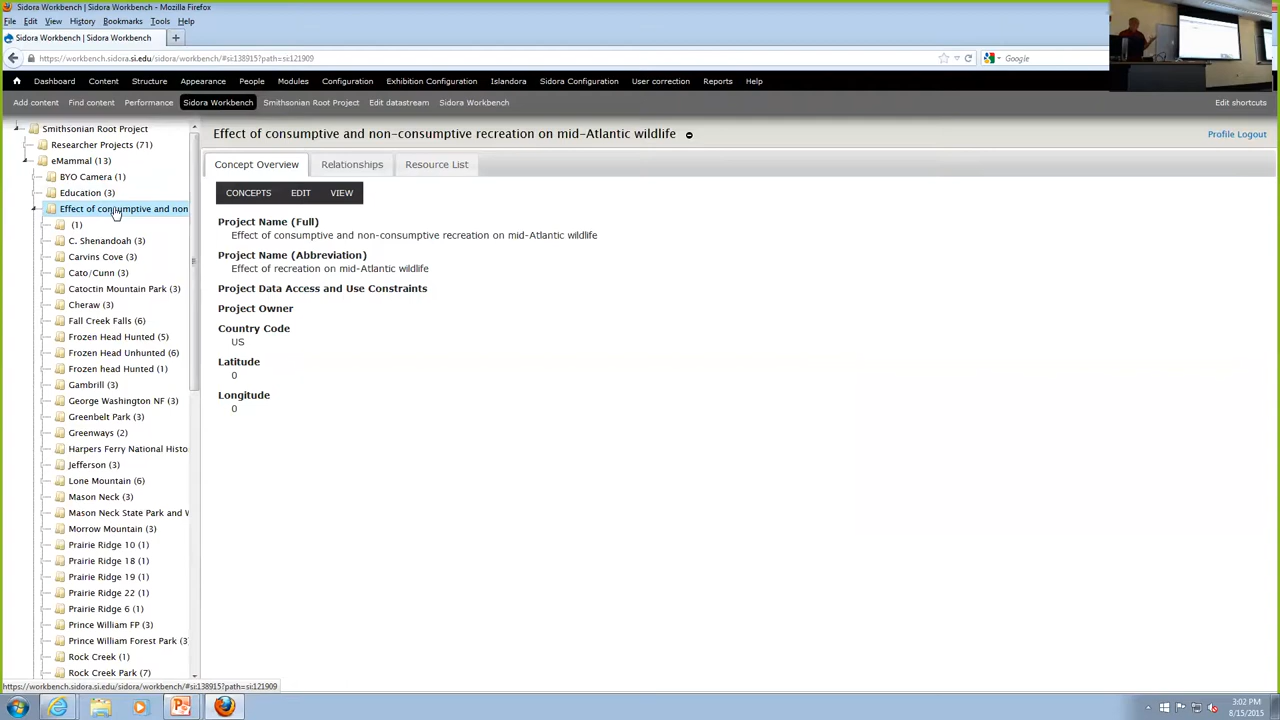 Sidora Workbench | Sidora Workbench - Mozilla Firefox
File Edit View History Bookmarks Tools Help
Sidora Workbench | Sidora Workbench +
https://workbench.sidora.si.edu/sidora/workbench/#si:138915?path=si:121909
Google
Dashboard Content Structure Appearance People Modules Configuration Exhibition Configuration Islandora Sidora Configuration User correction Reports Help
Add content Find content Performance Sidora Workbench Smithsonian Root Project Edit datastream Sidora Workbench Edit shortcuts
Smithsonian Root Project
Researcher Projects (71)
eMammal (13)
BYO Camera (1)
Education (3)
Effect of consumptive and non
(1)
C. Shenandoah (3)
Carvins Cove (3)
Cato/Cunn (3)
Catoctin Mountain Park (3)
Cheraw (3)
Fall Creek Falls (6)
Frozen Head Hunted (5)
Frozen Head Unhunted (6)
Frozen head Hunted (1)
Gambrill (3)
George Washington NF (3)
Greenbelt Park (3)
Greenways (2)
Harpers Ferry National Histo
Jefferson (3)
Lone Mountain (6)
Mason Neck (3)
Mason Neck State Park and W
Morrow Mountain (3)
Prairie Ridge 10 (1)
Prairie Ridge 18 (1)
Prairie Ridge 19 (1)
Prairie Ridge 22 (1)
Prairie Ridge 6 (1)
Prince William FP (3)
Prince William Forest Park (3
Rock Creek (1)
Rock Creek Park (7)
Effect of consumptive and non-consumptive recreation on mid-Atlantic wildlife
Profile Logout
Concept Overview Relationships Resource List
CONCEPTS EDIT VIEW
Project Name (Full)
Effect of consumptive and non-consumptive recreation on mid-Atlantic wildlife
Project Name (Abbreviation)
Effect of recreation on mid-Atlantic wildlife
Project Data Access and Use Constraints
Project Owner
Country Code
US
Latitude
0
Longitude
0
https://workbench.sidora.si.edu/sidora/workbench/#si:138915?path=si:121909
3:02 PM
8/15/2015